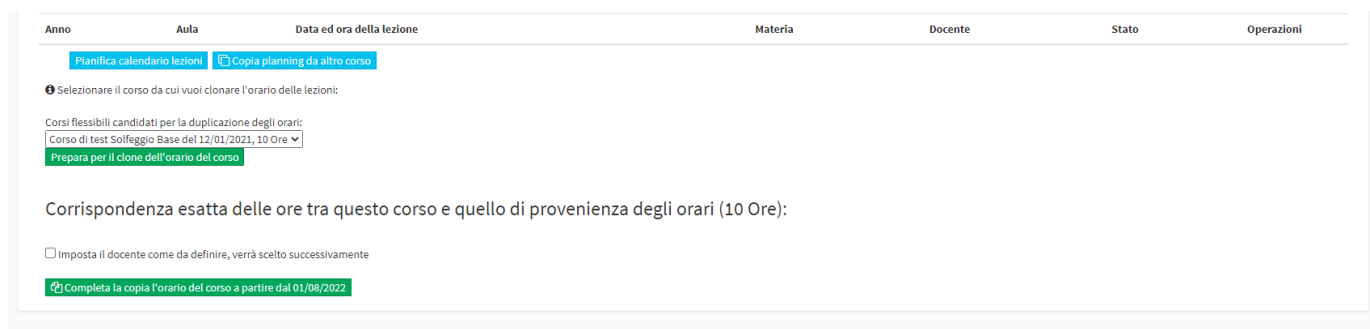 Anno Aula Data ed ora della lezione Materia Docente Stato Operazioni
Pianifica calendario lezioni Copia planning da altro corso
Selezionare il corso da cui vuoi clonare l'orario delle lezioni:
Corsi flessibili candidati per la duplicazione degli orari:
Corso di test Solfeggio Base del 12/01/2021, 10 Ore
Prepara per il clone dell'orario del corso
Corrispondenza esatta delle ore tra questo corso e quello di provenienza degli orari (10 Ore):
Imposta il docente come da definire, verrà scelto successivamente
Completa la copia l'orario del corso a partire dal 01/08/2022